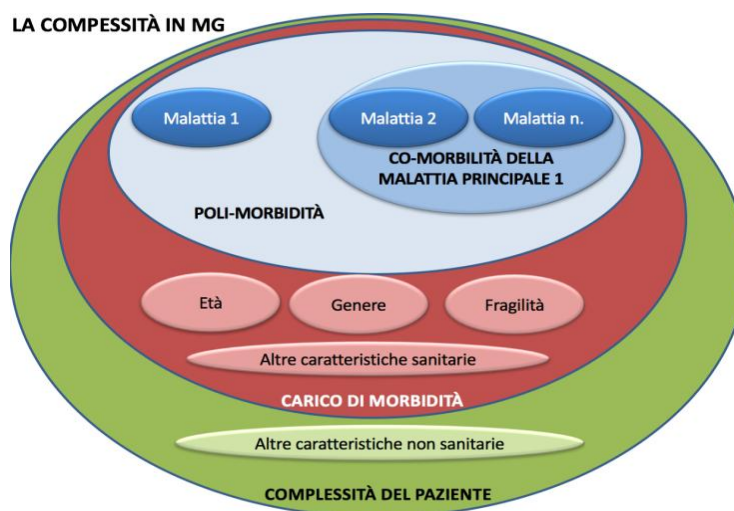 LA COMPESSITÀ IN MG
Malattia 1
Malattia 2
Malattia n.
CO-MORBILITÀ DELLA
MALATTIA PRINCIPALE 1
POLI-MORBIDITÀ
Età
Genere
Fragilità
Altre caratteristiche sanitarie
CARICO DI MORBIDITÀ
Altre caratteristiche non sanitarie
COMPLESSITÀ DEL PAZIENTE